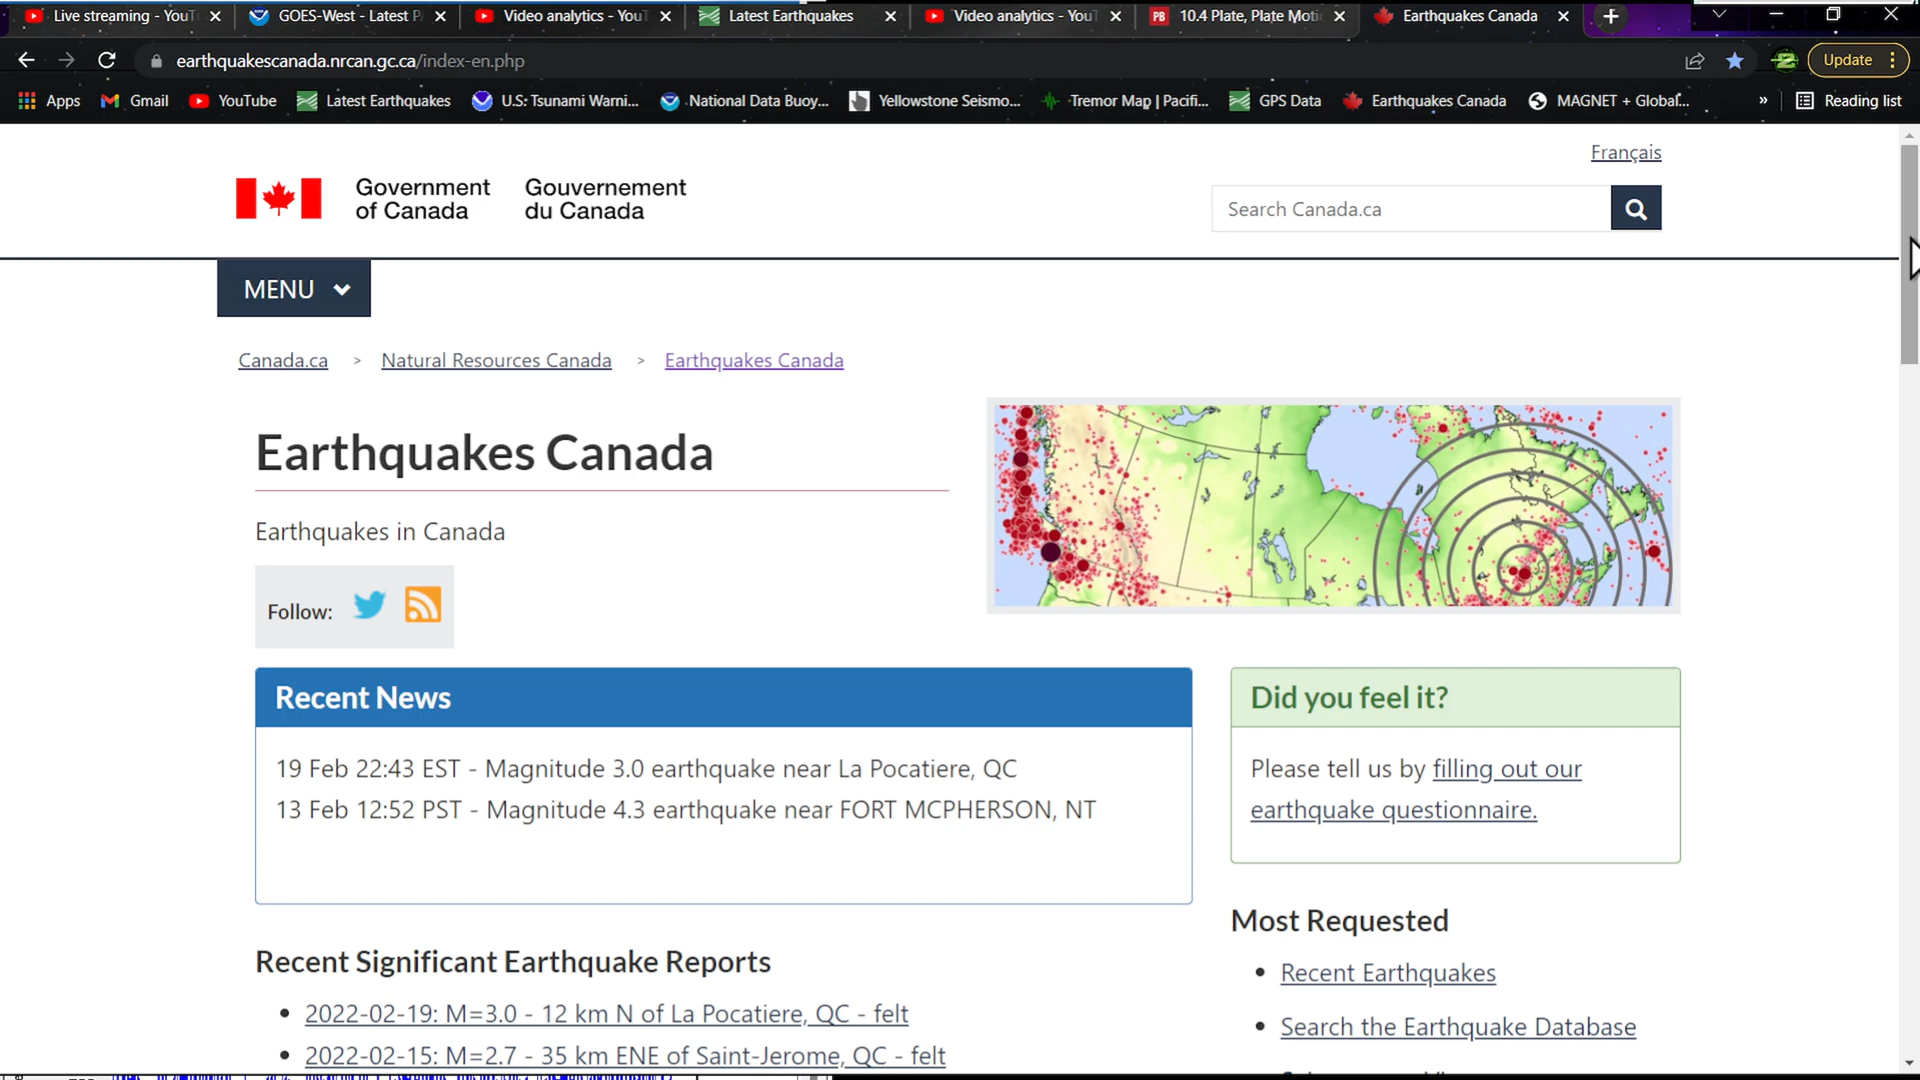 Live streaming - YouT
GOES-West - Latest P
Video analytics - YouT
Latest Earthquakes
Video analytics - YouT
PB 10.4 Plate, Plate Motic
Earthquakes Canada
earthquakescanada.nrcan.gc.ca/index-en.php
Update
Apps
Gmail
YouTube
Latest Earthquakes
U.S. Tsunami Warni...
National Data Buoy...
Yellowstone Seismo...
Tremor Map | Pacifi...
GPS Data
Earthquakes Canada
MAGNET + Global...
»
Reading list
Français
Government
of Canada
Gouvernement
du Canada
Search Canada.ca
MENU
Canada.ca > Natural Resources Canada > Earthquakes Canada
Earthquakes Canada
Earthquakes in Canada
Follow:
Recent News
19 Feb 22:43 EST - Magnitude 3.0 earthquake near La Pocatiere, QC
13 Feb 12:52 PST - Magnitude 4.3 earthquake near FORT MCPHERSON, NT
Did you feel it?
Please tell us by filling out our
earthquake questionnaire.
Recent Significant Earthquake Reports
• 2022-02-19: M=3.0 - 12 km N of La Pocatiere, QC - felt
• 2022-02-15: M=2.7 - 35 km ENE of Saint-Jerome, QC - felt
Most Requested
• Recent Earthquakes
• Search the Earthquake Database